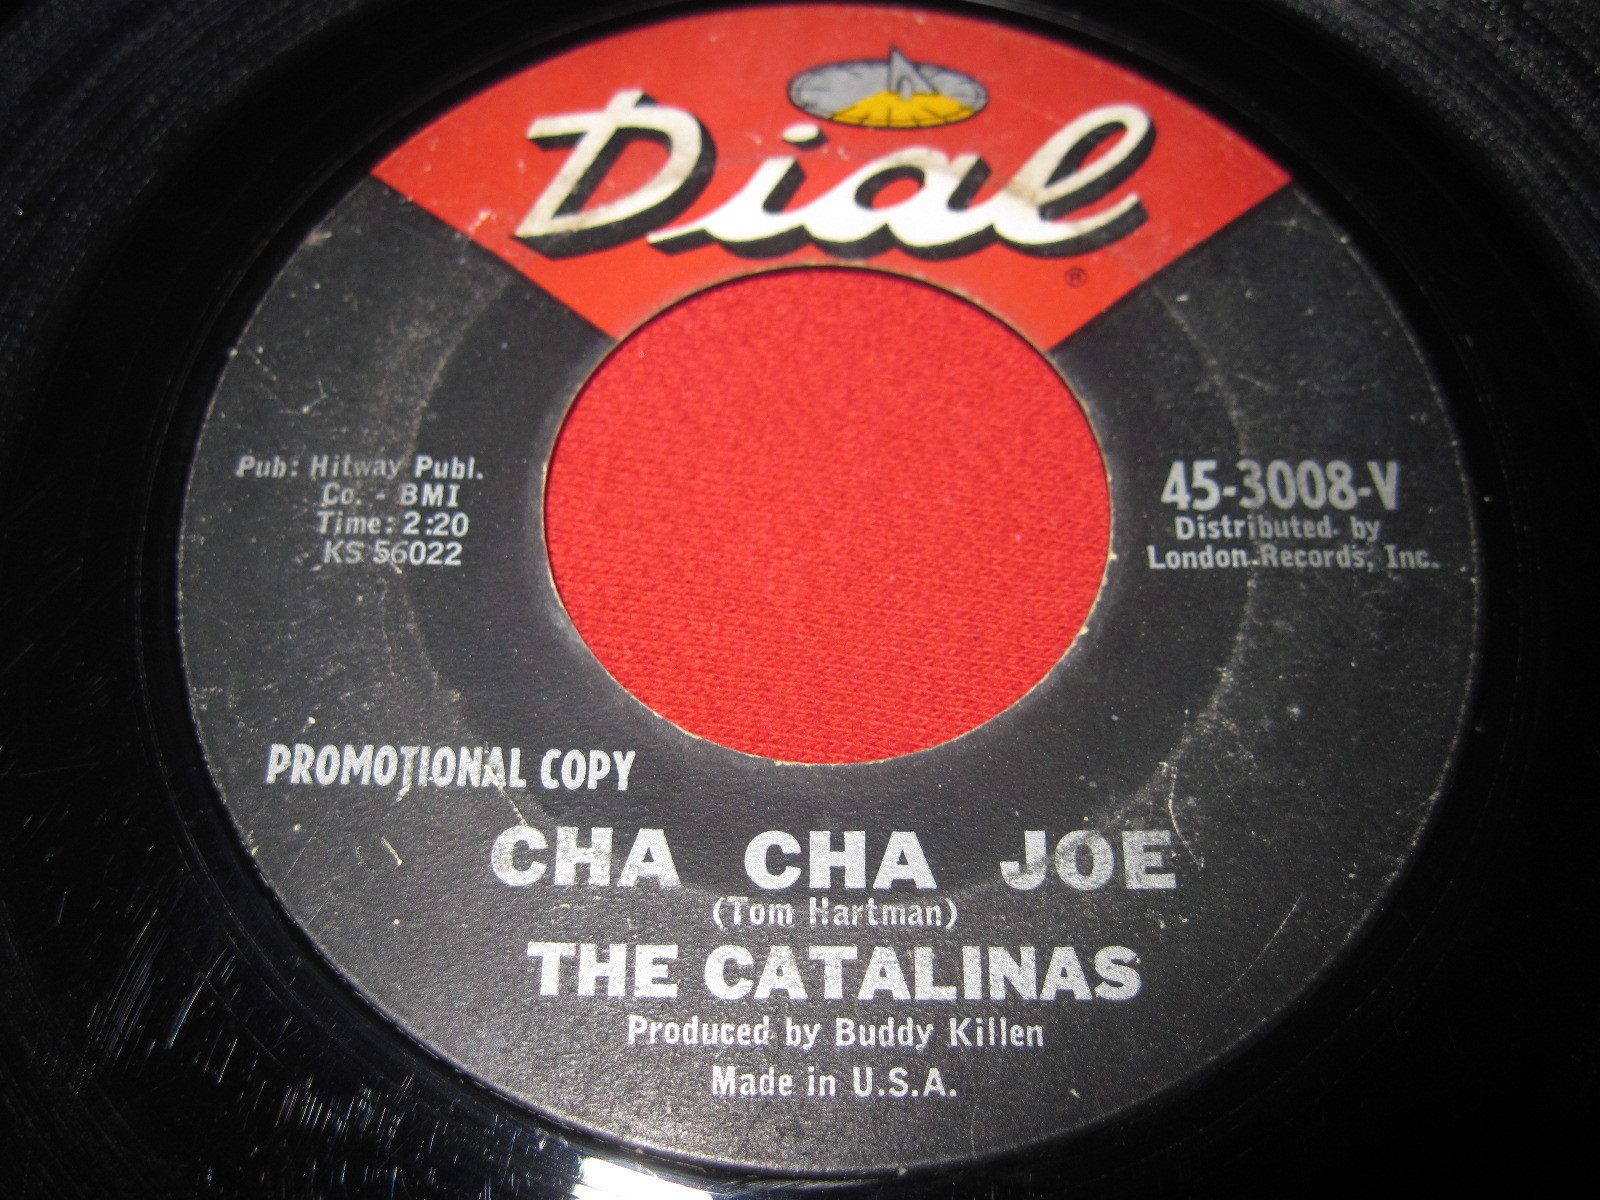 Dial
®
Pub: Hitway Publ.
Co. - BMI
Time: 2:20
KS 56022
45-3008-V
Distributed by
London Records, Inc.
PROMOTIONAL COPY
CHA CHA JOE
(Tom Hartman)
THE CATALINAS
Produced by Buddy Killen
Made in U.S.A.